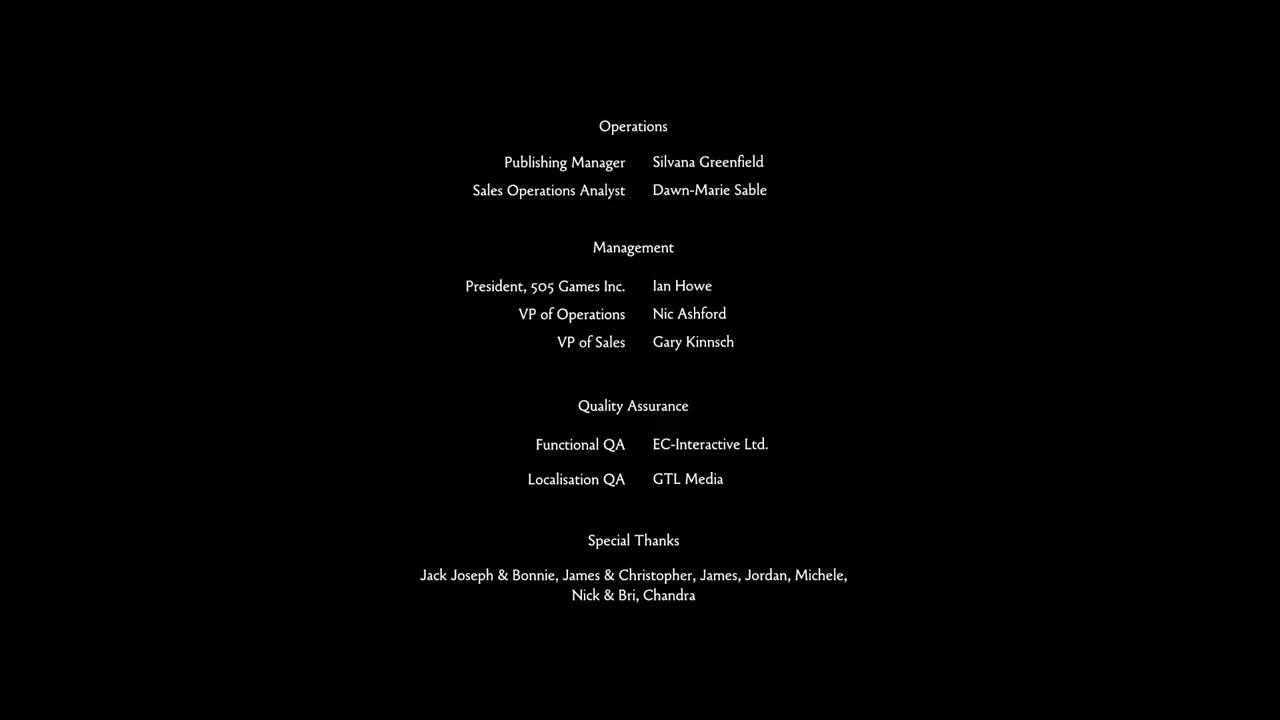 Operations
Publishing Manager Silvana Greenfield
Sales Operations Analyst Dawn-Marie Sable
Management
President, 505 Games Inc. Ian Howe
VP of Operations Nic Ashford
VP of Sales Gary Kinnsch
Quality Assurance
Functional QA EC-Interactive Ltd.
Localisation QA GTL Media
Special Thanks
Jack Joseph & Bonnie, James & Christopher, James, Jordan, Michele,
Nick & Bri, Chandra